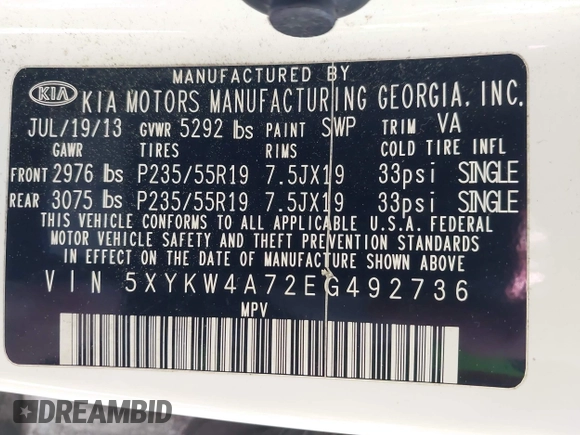 MANUFACTURED BY
KIA KIA MOTORS MANUFACTURING GEORGIA, INC.
JUL/19/13 GVWR 5292 lbs PAINT SWP TRIM VA
GAWR TIRES RIMS COLD TIRE INFL
FRONT 2976 lbs P235/55R19 7.5JX19 33psi SINGLE
REAR 3075 lbs P235/55R19 7.5JX19 33psi SINGLE
THIS VEHICLE CONFORMS TO ALL APPLICABLE U.S.A. FEDERAL
MOTOR VEHICLE SAFETY AND THEFT PREVENTION STANDARDS
IN EFFECT ON THE DATE OF MANUFACTURE SHOWN ABOVE.
VIN 5XYKW4A72EG492736
MPV
DREAMBID